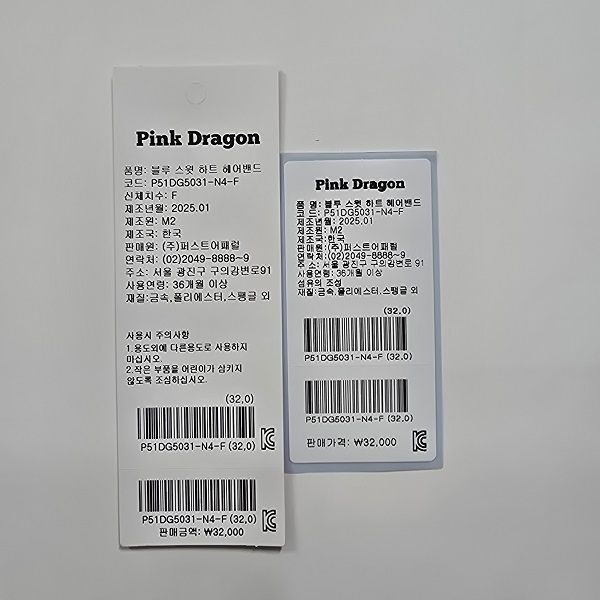 Pink Dragon
품명: 블루 스윗 하트 헤어밴드
코드: P51DG5031-N4-F
신체치수: F
제조년월: 2025.01
제조원: M2
제조국: 한국
판매원: (주)퍼스트어패럴
연락처: (02)2049-8888~9
주소: 서울 광진구 구의강변로91
사용연령: 36개월 이상
재질:금속,폴리에스터,스팽글 외
사용시 주의사항
1.용도외에 다른용도로 사용하지
마십시오.
2.작은 부품을 어린이가 삼키지
않도록 조심하십시오.
(32.0)
P51DG5031-N4-F (32.0)
P51DG5031-N4-F (32.0)
판매금액: ₩32,000
Pink Dragon
품 명: 블루 스윗 하트 헤어밴드
코 드: P51DG5031-N4-F
제조년월: 2025.01
제조원: M2
제조국:한국
판매원: (주)퍼스트어패럴
연락처:(02)2049-8888~9
주소: 서울 광진구 구의강변로 91
사용연령: 36개월 이상
섬유의 조성
재질:금속,폴리에스터,스팽글 외
(32.0)
P51DG5031-N4-F (32.0)
P51DG5031-N4-F (32.0)
판매가격: ₩32,000